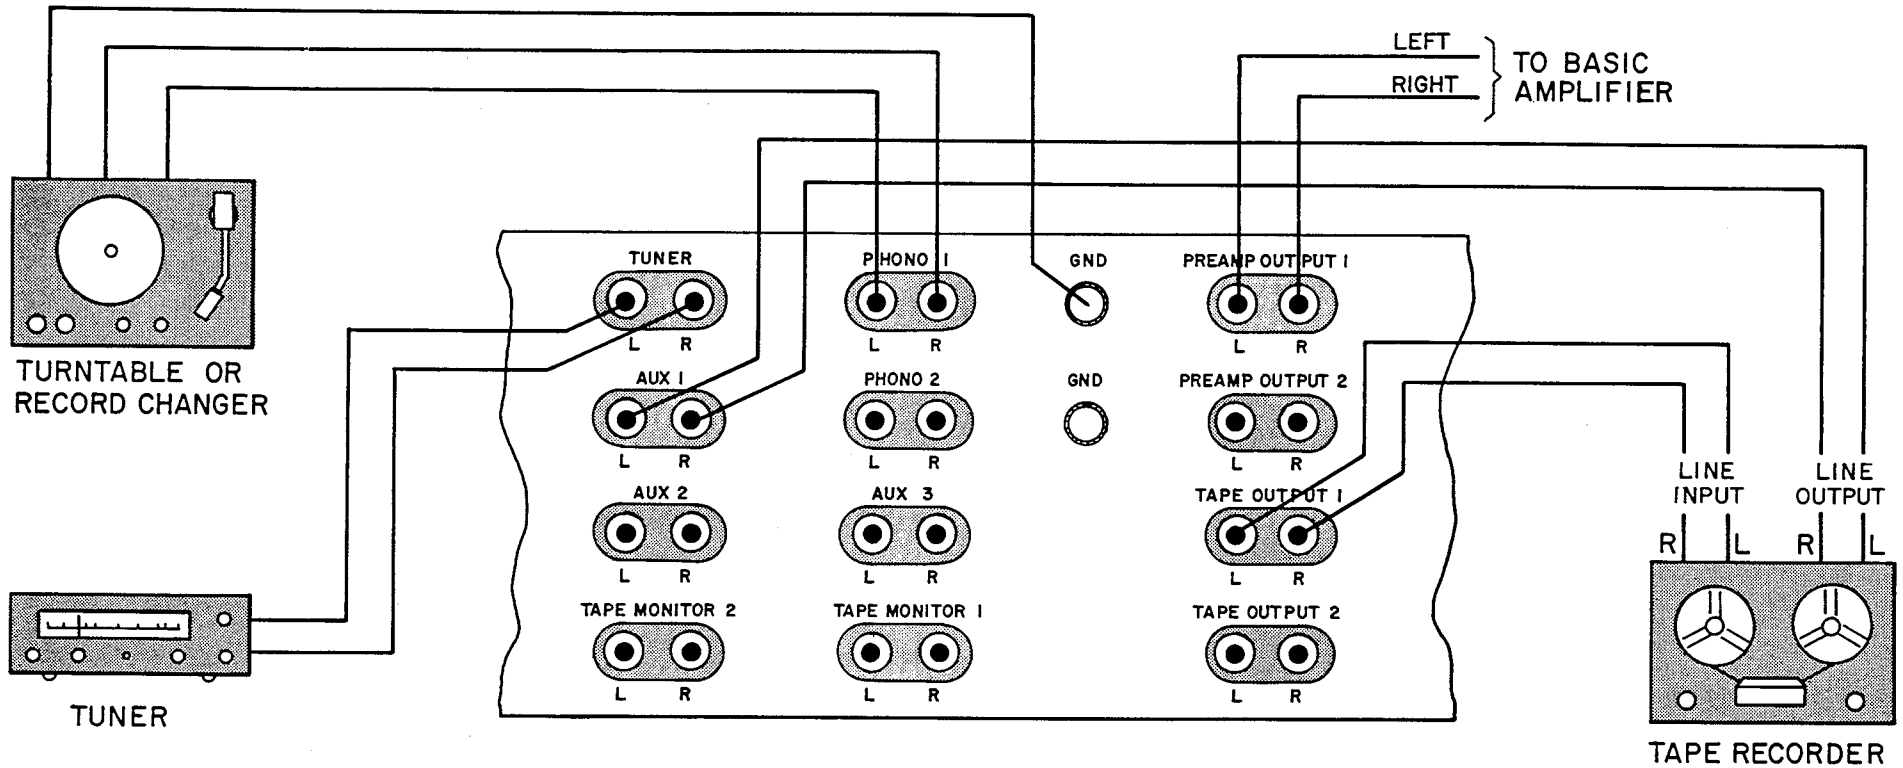 LEFT
RIGHT
TO BASIC
AMPLIFIER
TURNTABLE OR
RECORD CHANGER
TUNER
L R
PHONO 1
L R
GND
PREAMP OUTPUT 1
L R
AUX 1
L R
PHONO 2
L R
GND
PREAMP OUTPUT 2
L R
AUX 2
L R
AUX 3
L R
TAPE OUTPUT 1
L R
TAPE MONITOR 2
L R
TAPE MONITOR 1
L R
TAPE OUTPUT 2
L R
LINE
INPUT
R L
LINE
OUTPUT
R L
TUNER
TAPE RECORDER